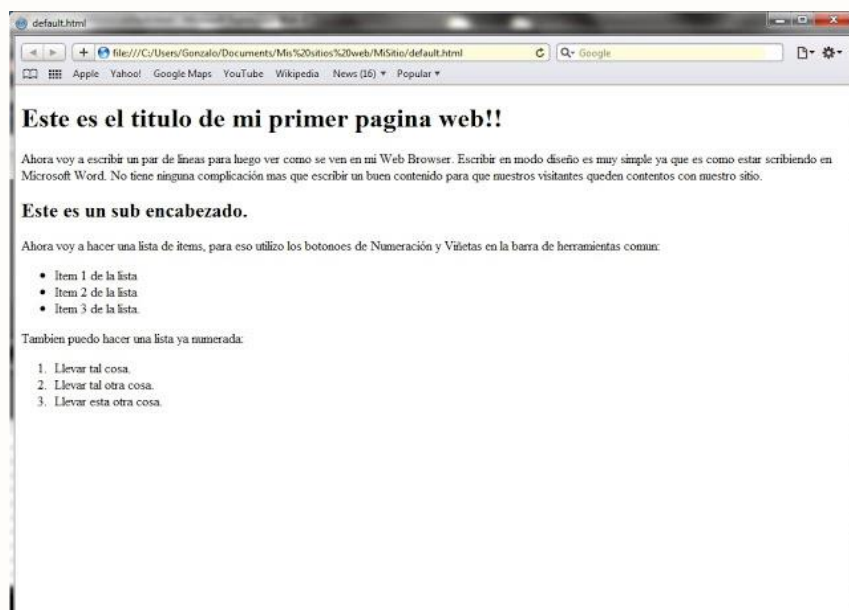 default.html
file:///C:/Users/Gonzalo/Documents/Mis%20sitios%20web/MiSitio/default.html
Google
Apple Yahoo! Google Maps YouTube Wikipedia News (16) Popular
Este es el titulo de mi primer pagina web!!
Ahora voy a escribir un par de lineas para luego ver como se ven en mi Web Browser. Escribir en modo diseño es muy simple ya que es como estar scribiendo en
Microsoft Word. No tiene ninguna complicación mas que escribir un buen contenido para que nuestros visitantes queden contentos con nuestro sitio.
Este es un sub encabezado.
Ahora voy a hacer una lista de items, para eso utilizo los botonoes de Numeración y Viñetas en la barra de herramientas comun:
• Item 1 de la lista
• Item 2 de la lista
• Item 3 de la lista.
Tambien puedo hacer una lista ya numerada:
1. Llevar tal cosa.
2. Llevar tal otra cosa.
3. Llevar esta otra cosa.